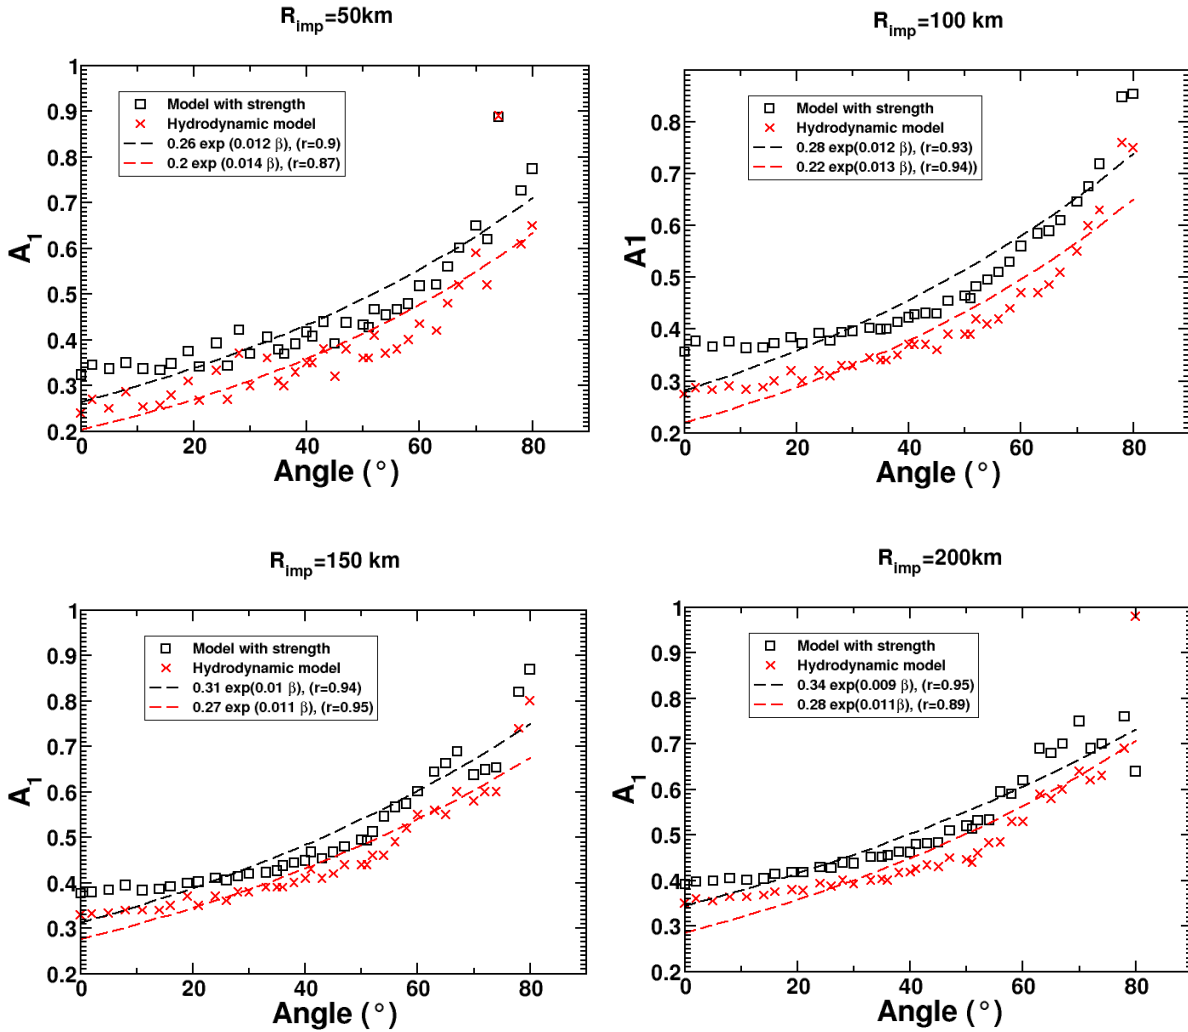 R_imp=50km
1
0.9
0.8
0.7
0.6
0.5
0.4
0.3
0.2
A_1
Model with strength
Hydrodynamic model
0.26 exp (0.012 β), (r=0.9)
0.2 exp (0.014 β), (r=0.87)
0 20 40 60 80
Angle (°)
R_imp=100 km
0.8
0.7
0.6
0.5
0.4
0.3
0.2
A1
Model with strength
Hydrodynamic model
0.28 exp(0.012 β), (r=0.93)
0.22 exp(0.013 β), (r=0.94))
0 20 40 60 80
Angle (°)
R_imp=150 km
1
0.9
0.8
0.7
0.6
0.5
0.4
0.3
0.2
A_1
Model with strength
Hydrodynamic model
0.31 exp(0.01 β), (r=0.94)
0.27 exp (0.011 β), (r=0.95)
0 20 40 60 80
Angle (°)
R_imp=200km
1
0.9
0.8
0.7
0.6
0.5
0.4
0.3
0.2
A_1
Model with strength
Hydrodynamic model
0.34 exp(0.009 β), (r=0.95)
0.28 exp(0.011β), (r=0.89)
0 20 40 60 80
Angle (°)